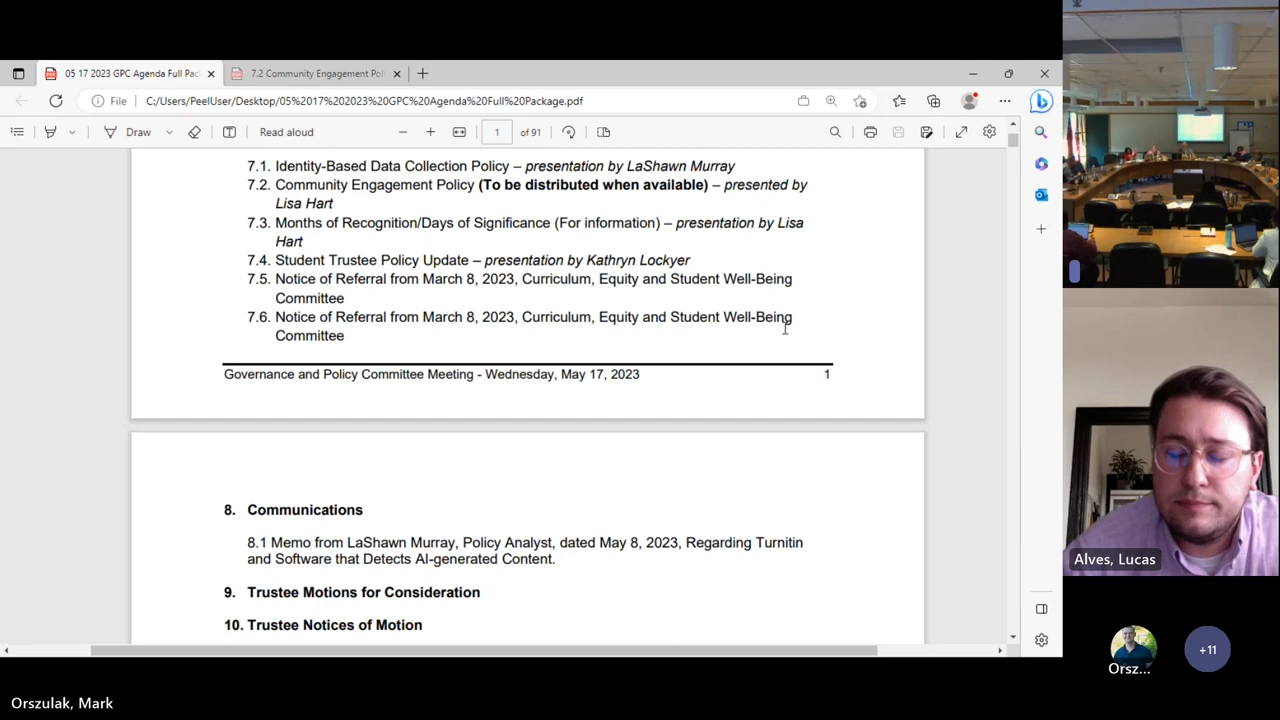 05 17 2023 GPC Agenda Full Pac
7.2 Community Engagement Pol
File
C:/Users/PeelUser/Desktop/05%2017%202023%20GPC%20Agenda%20Full%20Package.pdf
Draw
Read aloud
1
of 91
7.1. Identity-Based Data Collection Policy – presentation by LaShawn Murray
7.2. Community Engagement Policy (To be distributed when available) – presented by
Lisa Hart
7.3. Months of Recognition/Days of Significance (For information) – presentation by Lisa
Hart
7.4. Student Trustee Policy Update – presentation by Kathryn Lockyer
7.5. Notice of Referral from March 8, 2023, Curriculum, Equity and Student Well-Being
Committee
7.6. Notice of Referral from March 8, 2023, Curriculum, Equity and Student Well-Being
Committee
Governance and Policy Committee Meeting - Wednesday, May 17, 2023 1
8. Communications
8.1 Memo from LaShawn Murray, Policy Analyst, dated May 8, 2023, Regarding Turnitin
and Software that Detects AI-generated Content.
9. Trustee Motions for Consideration
10. Trustee Notices of Motion
Alves, Lucas
Orsz...
+11
Orszulak, Mark